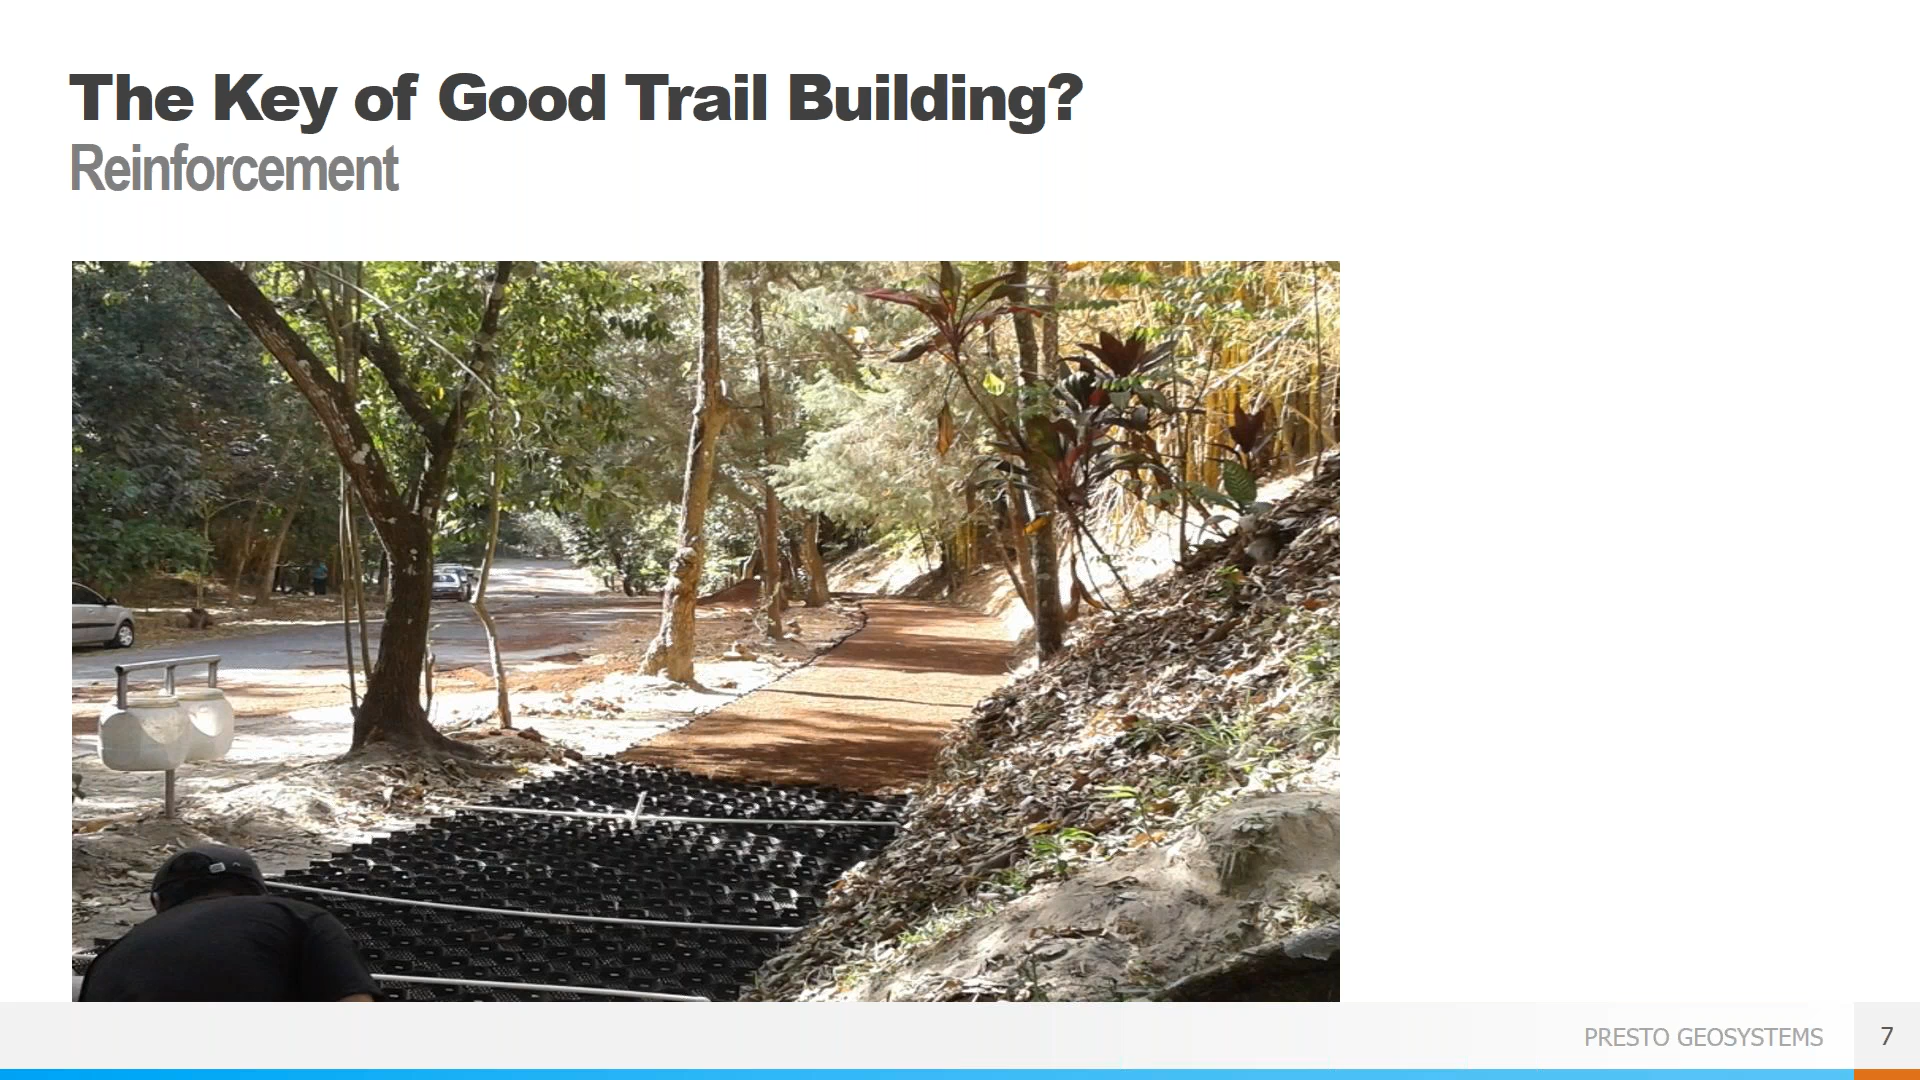 The Key of Good Trail Building?
Reinforcement
PRESTO GEOSYSTEMS
7